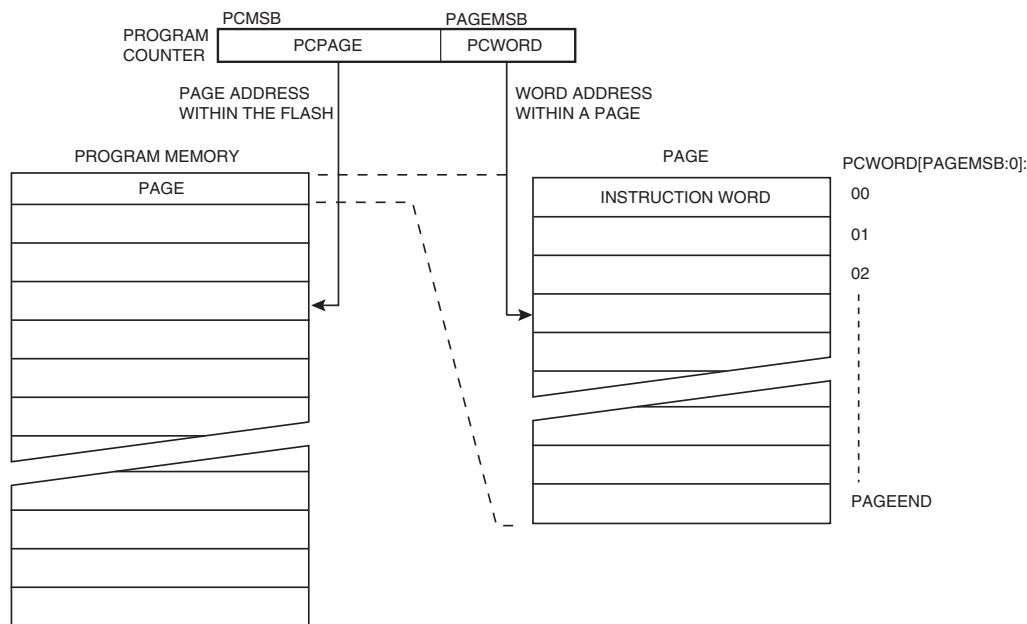 PCMSB PAGEMSB
PROGRAM
COUNTER
PCPAGE PCWORD
PAGE ADDRESS
WITHIN THE FLASH
WORD ADDRESS
WITHIN A PAGE
PROGRAM MEMORY
PAGE
PAGE
PCWORD[PAGEMSB:0]:
INSTRUCTION WORD
00
01
02
PAGEEND